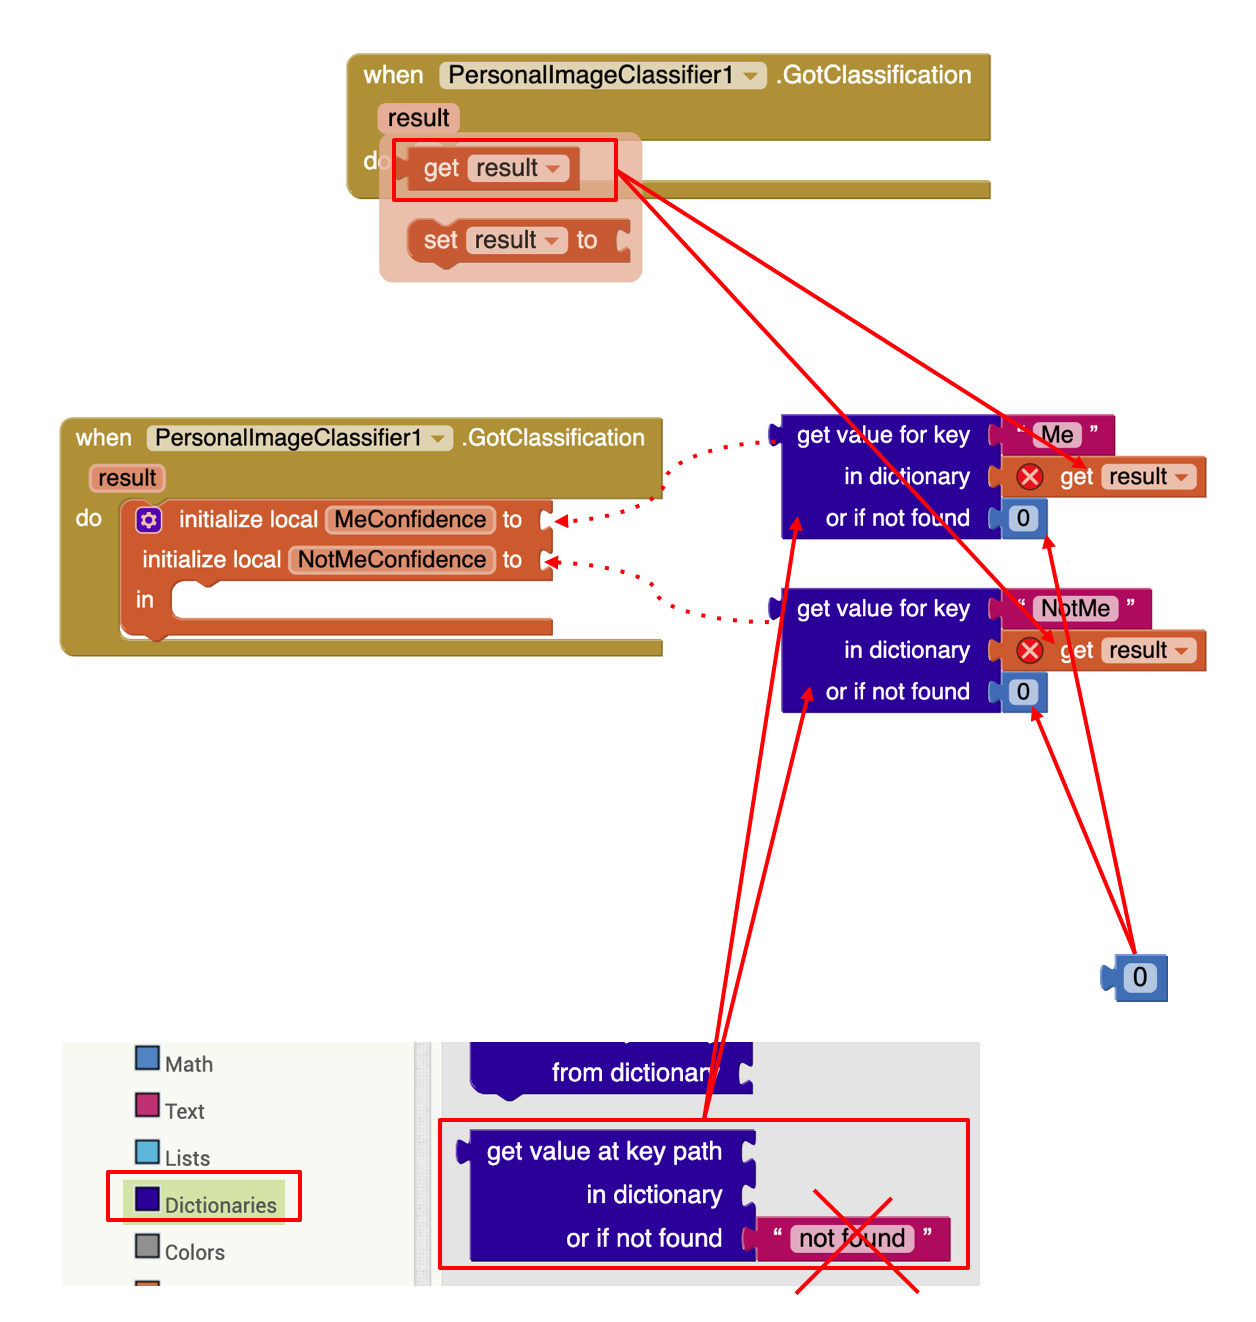 when PersonalImageClassifier1 .GotClassification
result
do get result
set result to
when PersonalImageClassifier1 .GotClassification
result
do initialize local MeConfidence to
initialize local NotMeConfidence to
in
get value for key “ Me ”
in dictionary get result
or if not found 0
get value for key “ NotMe ”
in dictionary get result
or if not found 0
0
Math
Text
Lists
Dictionaries
Colors
from dictionary
get value at key path
in dictionary
or if not found “ not found ”